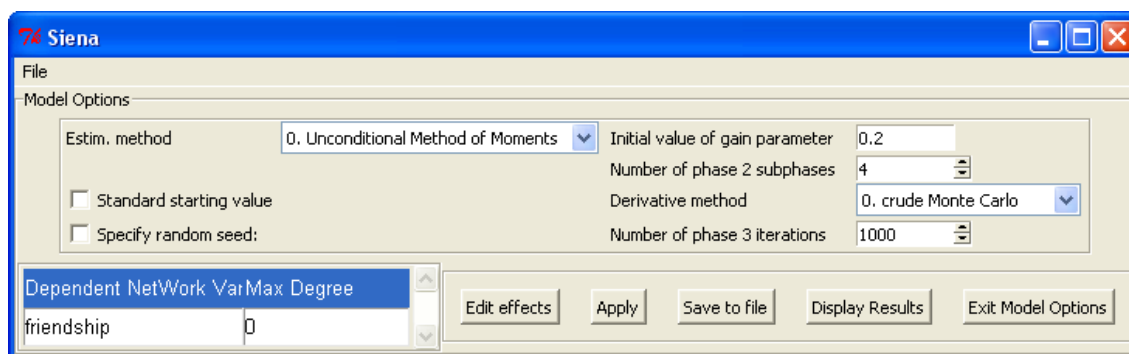 7% Siena
File
Model Options
Estim. method 0. Unconditional Method of Moments Initial value of gain parameter 0.2
Number of phase 2 subphases 4
Standard starting value Derivative method 0. crude Monte Carlo
Specify random seed: Number of phase 3 iterations 1000
Dependent NetWork VarMax Degree
friendship 0
Edit effects Apply Save to file Display Results Exit Model Options